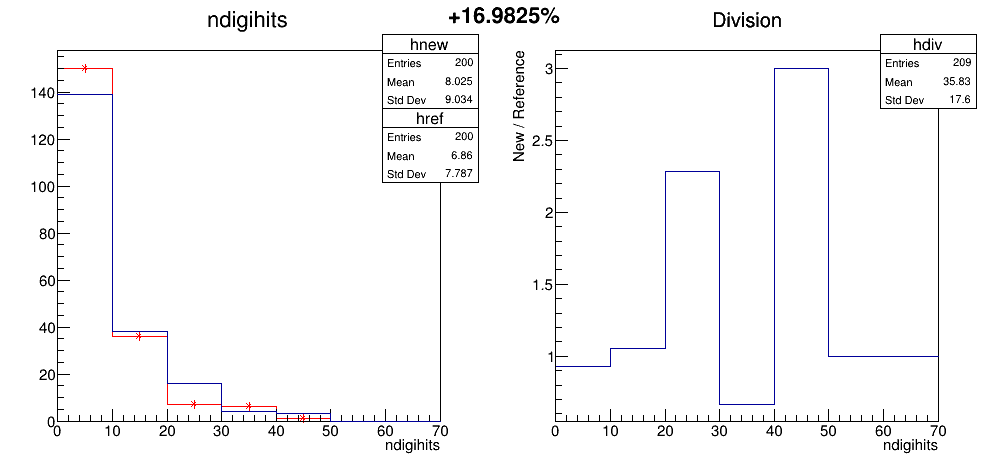 +16.9825%
ndigihits
hnew
Entries 200
Mean 8.025
Std Dev 9.034
href
Entries 200
Mean 6.86
Std Dev 7.787
140
120
100
80
60
40
20
0
0 10 20 30 40 50 60 70
ndigihits
Division
hdiv
Entries 209
Mean 35.83
Std Dev 17.6
New / Reference
3
2.5
2
1.5
1
0 10 20 30 40 50 60 70
ndigihits